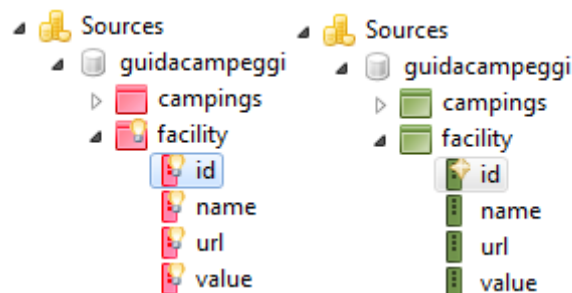 Sources
guidacampeggi
campings
facility
id
name
url
value
Sources
guidacampeggi
campings
facility
id
name
url
value